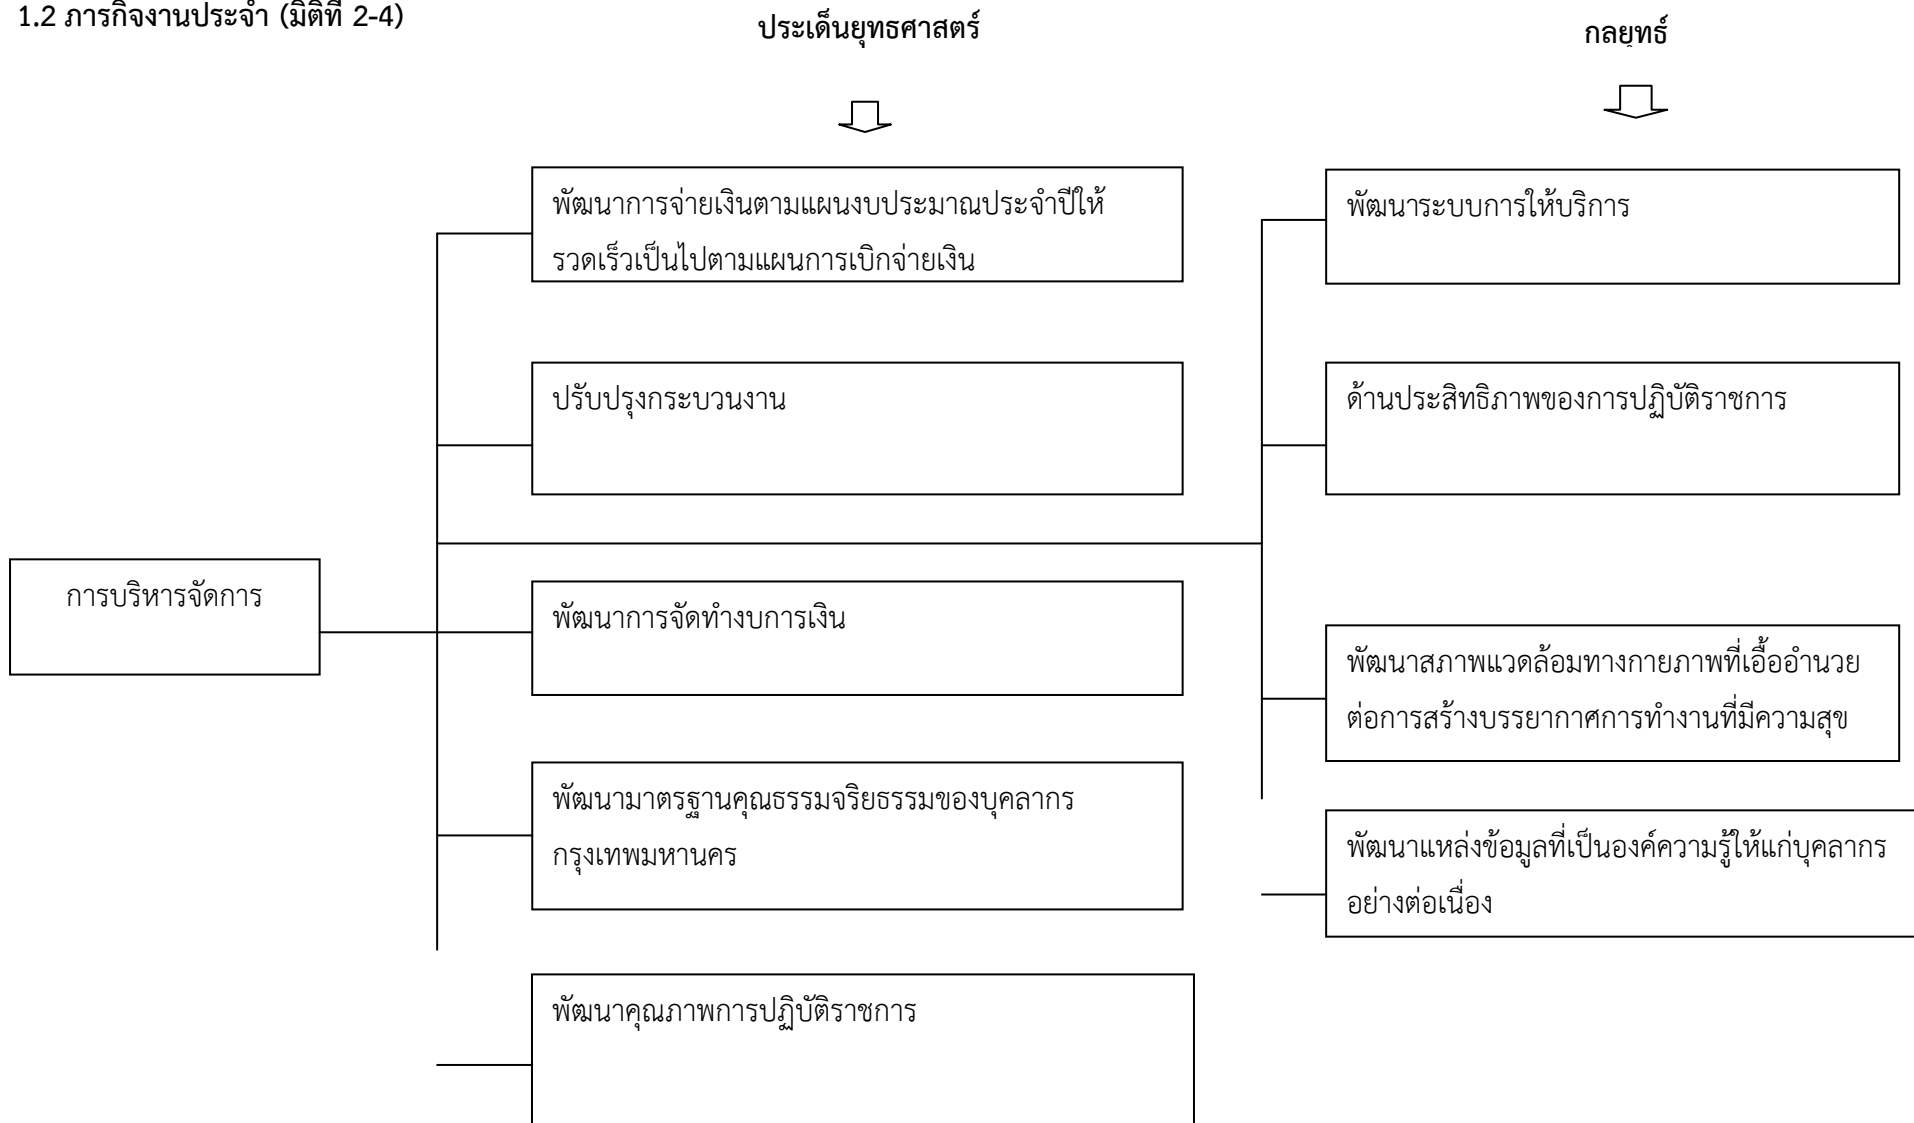 1.2 ภารกิจงานประจำ (มิติที่ 2-4)
ประเด็นยุทธศาสตร์
กลยุทธ์
พัฒนาการจ่ายเงินตามแผนงบประมาณประจำปีให้
รวดเร็วเป็นไปตามแผนการเบิกจ่ายเงิน
พัฒนาระบบการให้บริการ
ปรับปรุงกระบวนงาน
ด้านประสิทธิภาพของการปฏิบัติราชการ
การบริหารจัดการ
พัฒนาการจัดทำงบการเงิน
พัฒนาสภาพแวดล้อมทางกายภาพที่เอื้ออำนวย
ต่อการสร้างบรรยากาศการทำงานที่มีความสุข
พัฒนามาตรฐานคุณธรรมจริยธรรมของบุคลากร
กรุงเทพมหานคร
พัฒนาแหล่งข้อมูลที่เป็นองค์ความรู้ให้แก่บุคลากร
อย่างต่อเนื่อง
พัฒนาคุณภาพการปฏิบัติราชการ